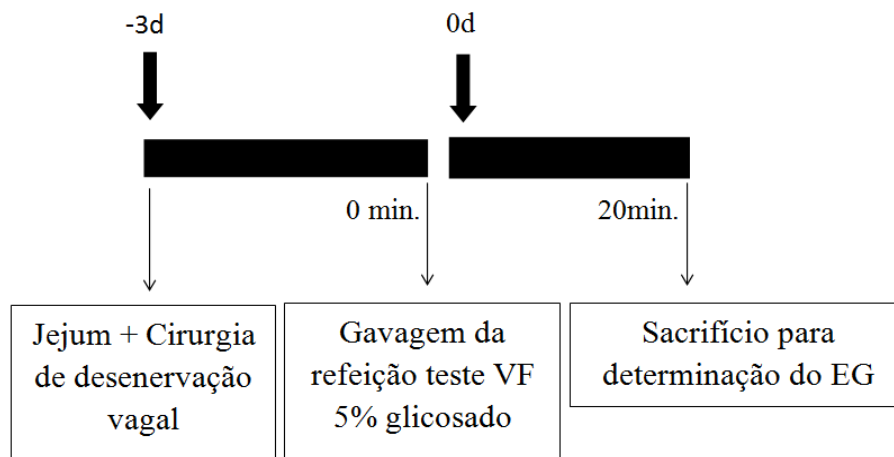 -3d
0d
0 min.
20min.
Jejum + Cirurgia
de desenervação
vagal
Gavagem da
refeição teste VF
5% glicosado
Sacrifício para
determinação do EG